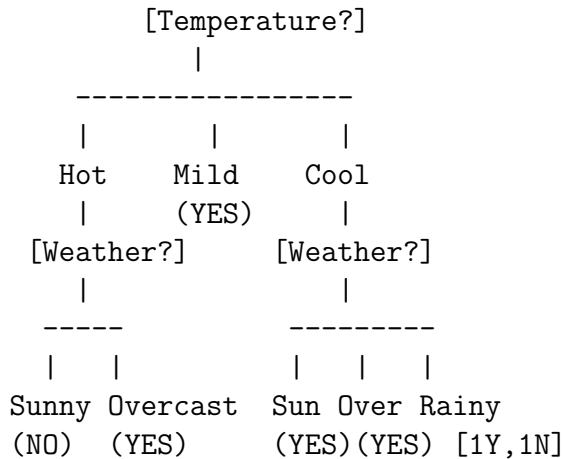 [Temperature?]
|
-----------------
| | |
Hot Mild Cool
| (YES) |
[Weather?] [Weather?]
| |
----- ---------
| | | | |
Sunny Overcast Sun Over Rainy
(NO) (YES) (YES)(YES) [1Y,1N]